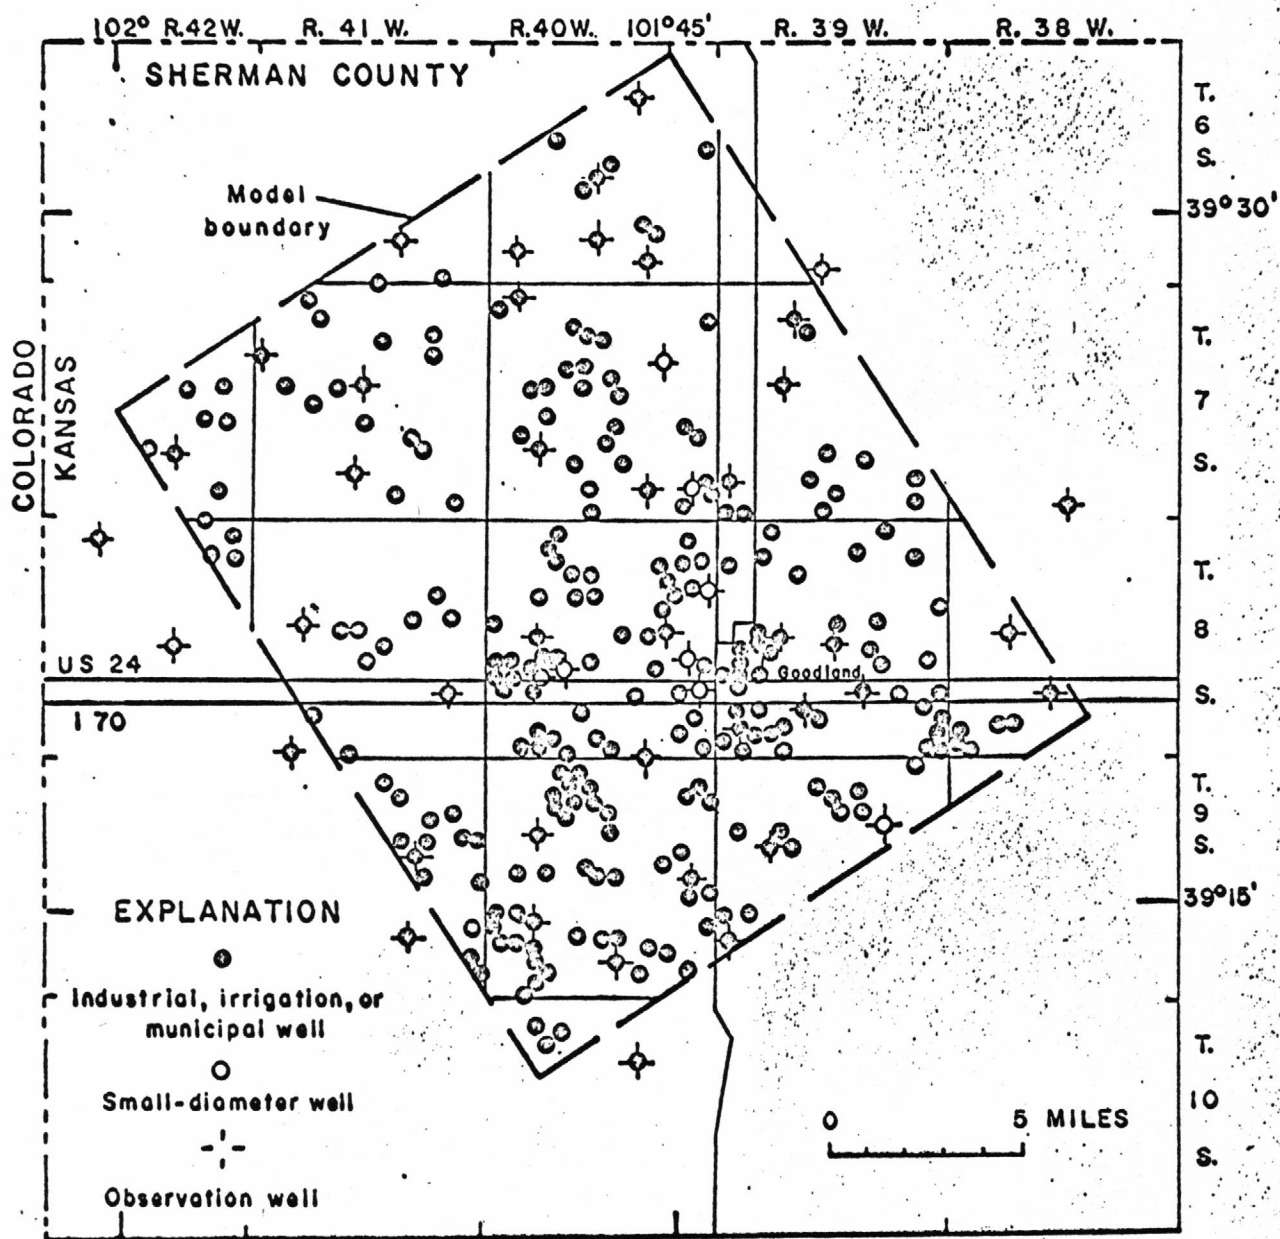 102° R.42W. R. 41 W. R.40W. 101°45' R. 39 W. R. 38 W.
SHERMAN COUNTY
T.
6
S.
39°30'
Model
boundary
COLORADO
KANSAS
T.
7
S.
T.
8
S.
US 24
Goodland
I 70
T.
9
S.
39°15'
EXPLANATION
Industrial, irrigation, or
municipal well
Small-diameter well
Observation well
0 5 MILES
T.
10
S.